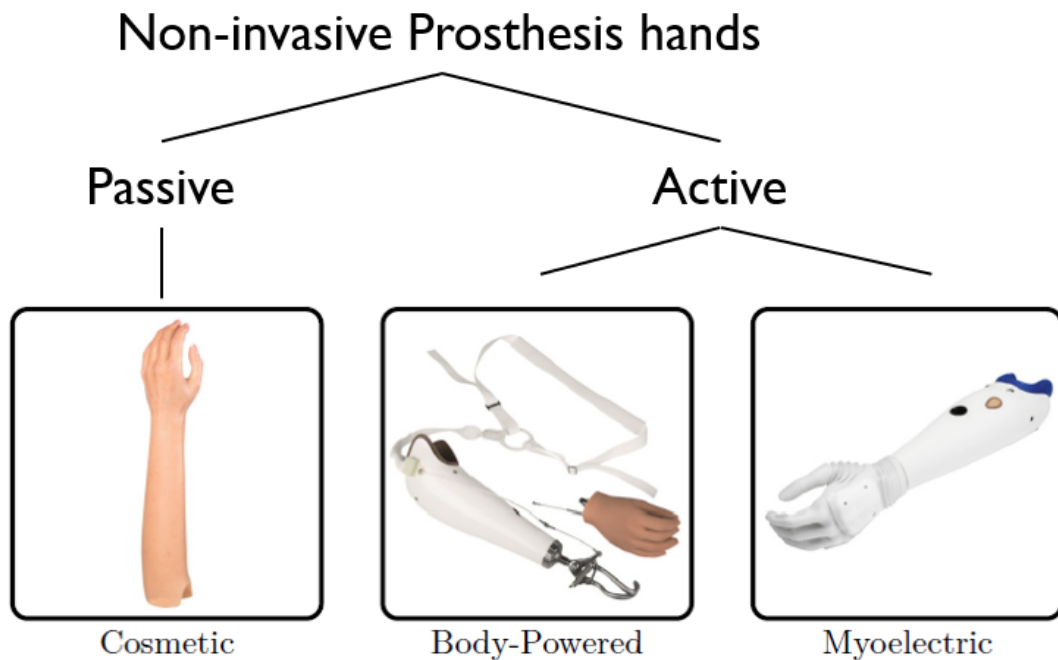 Non-invasive Prosthesis hands
Passive
Active
Cosmetic
Body-Powered
Myoelectric